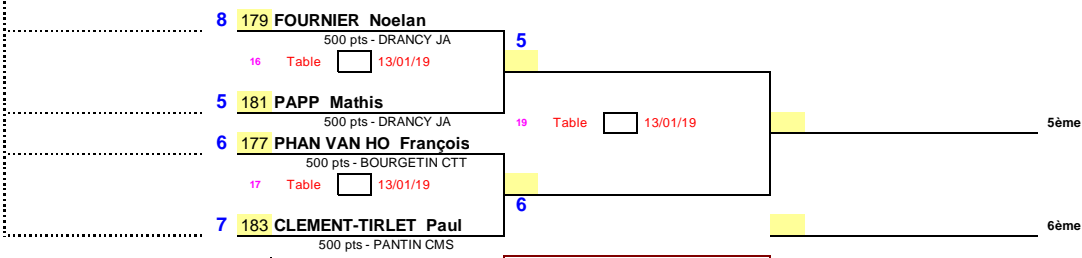 8 179 FOURNIER Noelan
500 pts - DRANCY JA
5
16 Table 13/01/19
5 181 PAPP Mathis
500 pts - DRANCY JA
19 Table 13/01/19
5ème
6 177 PHAN VAN HO François
500 pts - BOURGETIN CTT
17 Table 13/01/19
6
7 183 CLEMENT-TIRLET Paul
6ème
500 pts - PANTIN CMS